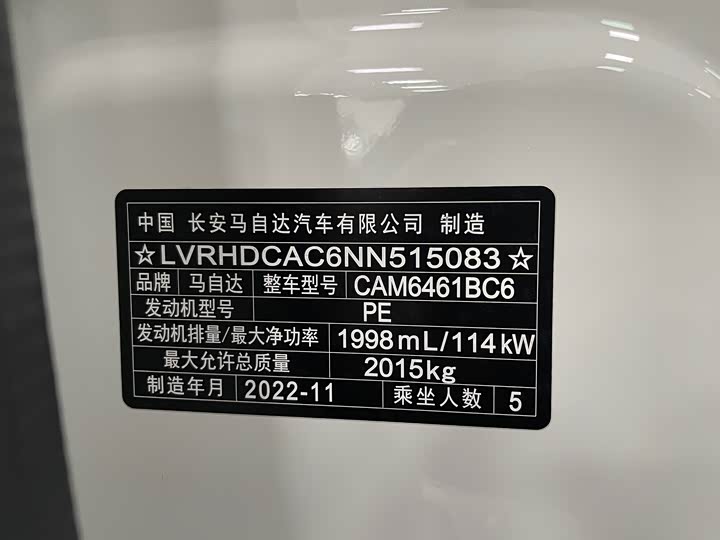 中国 长安马自达汽车有限公司 制造
☆LVRHDCAC6NN515083☆
品牌 马自达 整车型号 CAM6461BC6
发动机型号 PE
发动机排量/最大净功率 1998mL/114kW
最大允许总质量 2015kg
制造年月 2022-11 乘坐人数 5